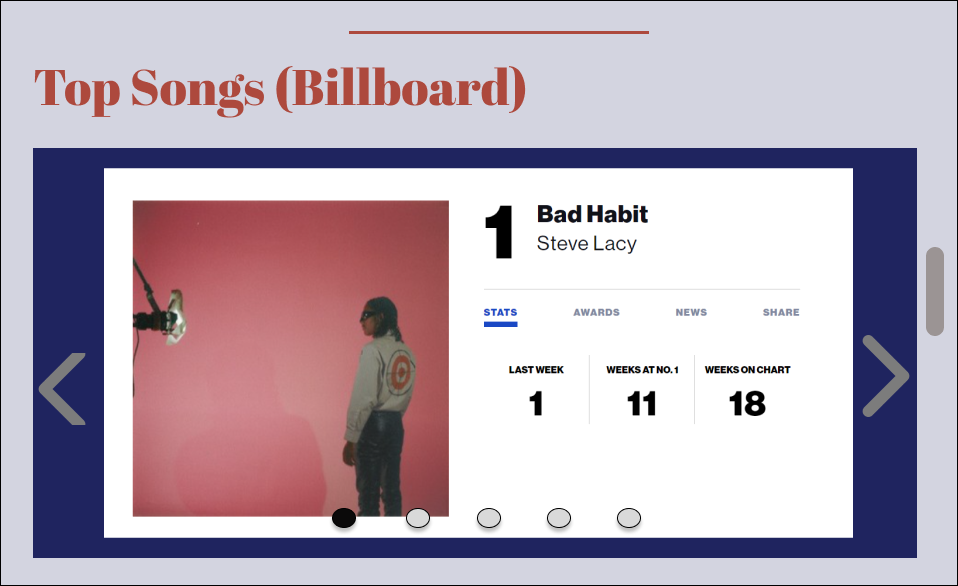 Top Songs (Billboard)
1
Bad Habit
Steve Lacy
STATS AWARDS NEWS SHARE
LAST WEEK WEEKS AT NO. 1 WEEKS ON CHART
1 11 18